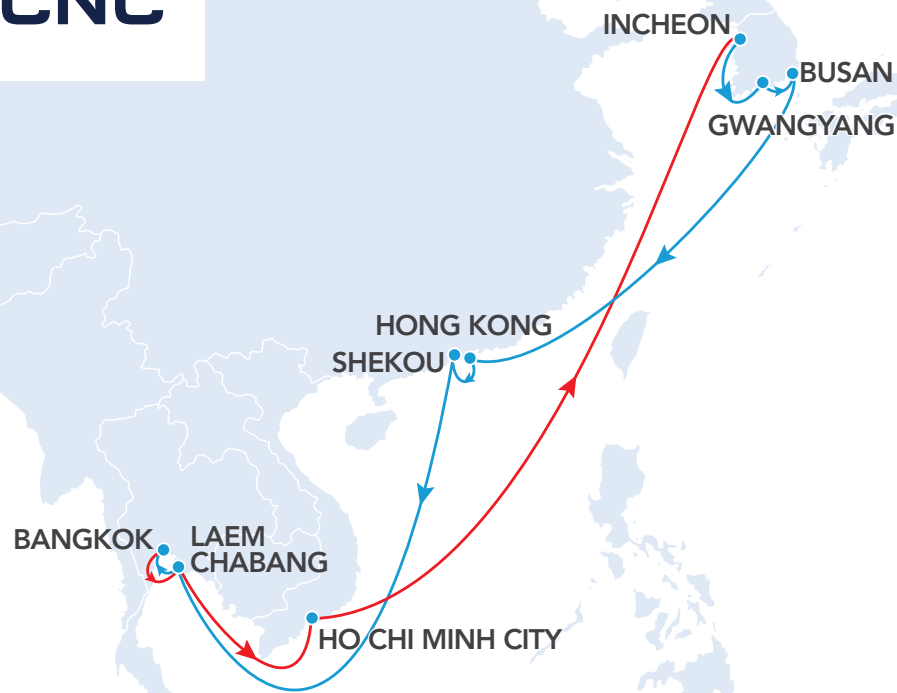 CNC
INCHEON
BUSAN
GWANGYANG
HONG KONG
SHEKOU
BANGKOK
LAEM
CHABANG
HO CHI MINH CITY